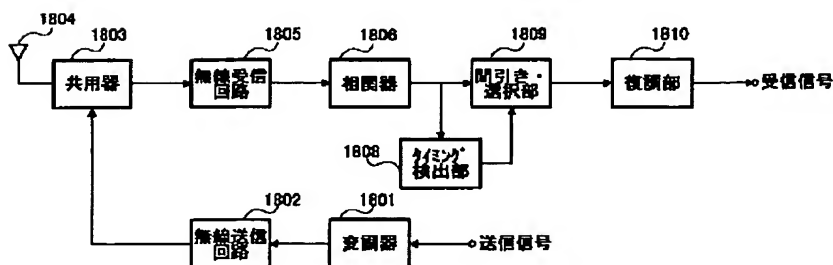 1804
1803
共用器
1805
無線受信
回路
1806
相関器
1809
間引き・
選択部
1810
復調部
受信信号
1808
タイミング
検出部
1802
無線送信
回路
1801
変調器
送信信号